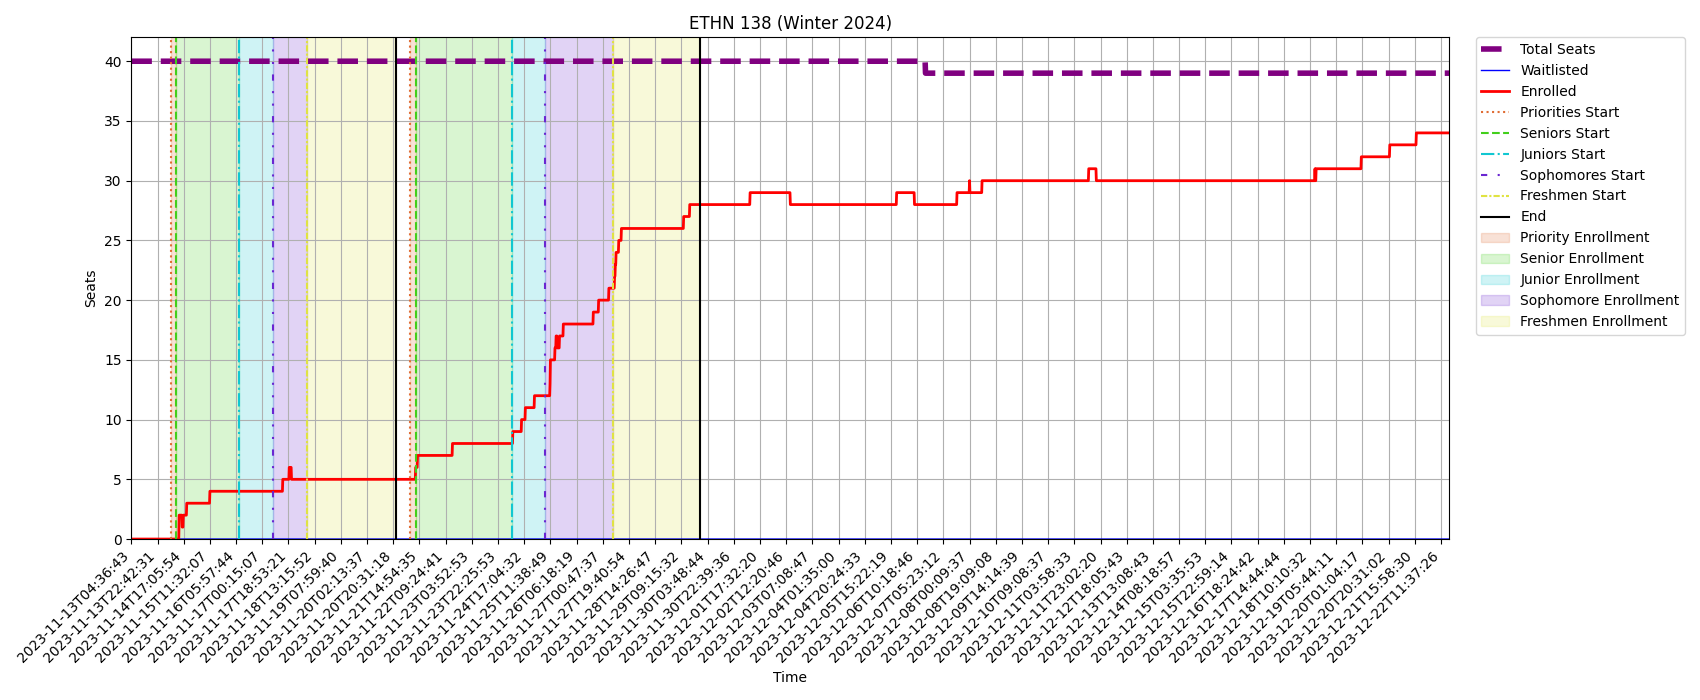 ETHN 138 (Winter 2024)
Seats
40
35
30
25
20
15
10
5
0
2023-11-13T04:36:43
2023-11-13T22:42:31
2023-11-14T17:05:54
2023-11-15T11:32:07
2023-11-16T05:57:44
2023-11-17T00:15:07
2023-11-17T18:53:21
2023-11-18T13:15:52
2023-11-19T07:59:40
2023-11-20T02:13:37
2023-11-20T20:31:18
2023-11-21T14:54:35
2023-11-22T09:24:41
2023-11-23T03:52:53
2023-11-23T22:25:53
2023-11-24T17:04:32
2023-11-25T11:38:49
2023-11-26T06:18:19
2023-11-27T00:47:37
2023-11-27T19:40:54
2023-11-28T14:26:47
2023-11-29T09:15:32
2023-11-30T03:48:44
2023-11-30T22:39:36
2023-12-01T17:32:20
2023-12-02T12:20:46
2023-12-03T07:08:47
2023-12-04T01:35:00
2023-12-04T20:24:33
2023-12-05T15:22:19
2023-12-06T10:18:46
2023-12-07T05:23:12
2023-12-08T00:09:37
2023-12-08T19:09:08
2023-12-09T14:14:39
2023-12-10T09:08:37
2023-12-11T03:58:33
2023-12-11T23:02:20
2023-12-12T18:05:43
2023-12-13T13:08:43
2023-12-14T08:18:57
2023-12-15T03:35:53
2023-12-15T22:59:14
2023-12-16T18:24:42
2023-12-17T14:44:44
2023-12-18T10:10:32
2023-12-19T05:44:11
2023-12-20T01:04:17
2023-12-20T20:31:02
2023-12-21T15:58:30
2023-12-22T11:37:26
Time
Total Seats
Waitlisted
Enrolled
Priorities Start
Seniors Start
Juniors Start
Sophomores Start
Freshmen Start
End
Priority Enrollment
Senior Enrollment
Junior Enrollment
Sophomore Enrollment
Freshmen Enrollment